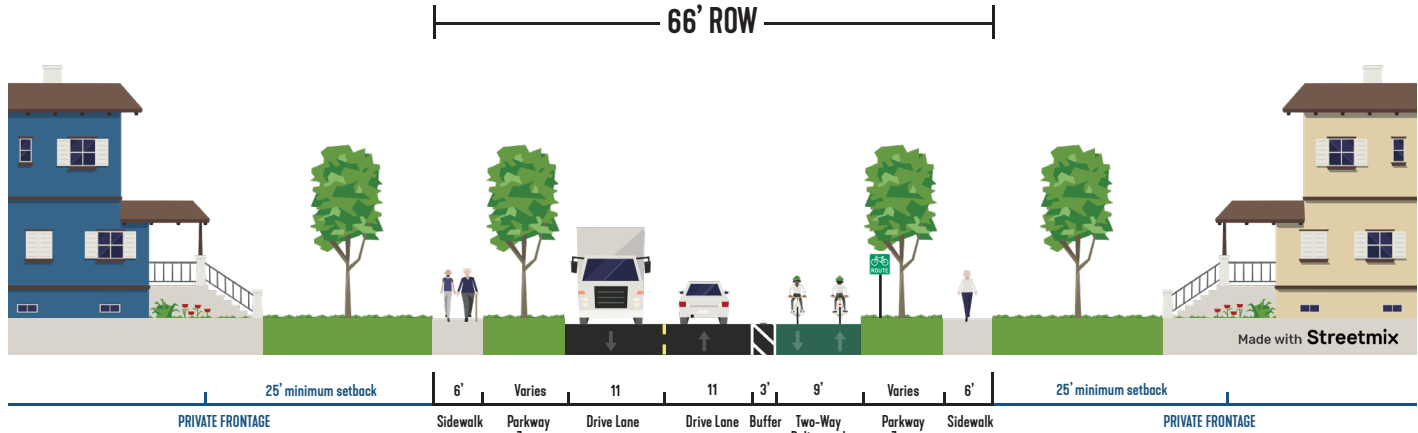 66' ROW
ROUTE
Made with Streetmix
25' minimum setback
6'
Varies
11
11
3'
9'
Varies
6'
25' minimum setback
PRIVATE FRONTAGE
Sidewalk
Parkway
Drive Lane
Drive Lane
Buffer
Two-Way
Parkway
Sidewalk
PRIVATE FRONTAGE